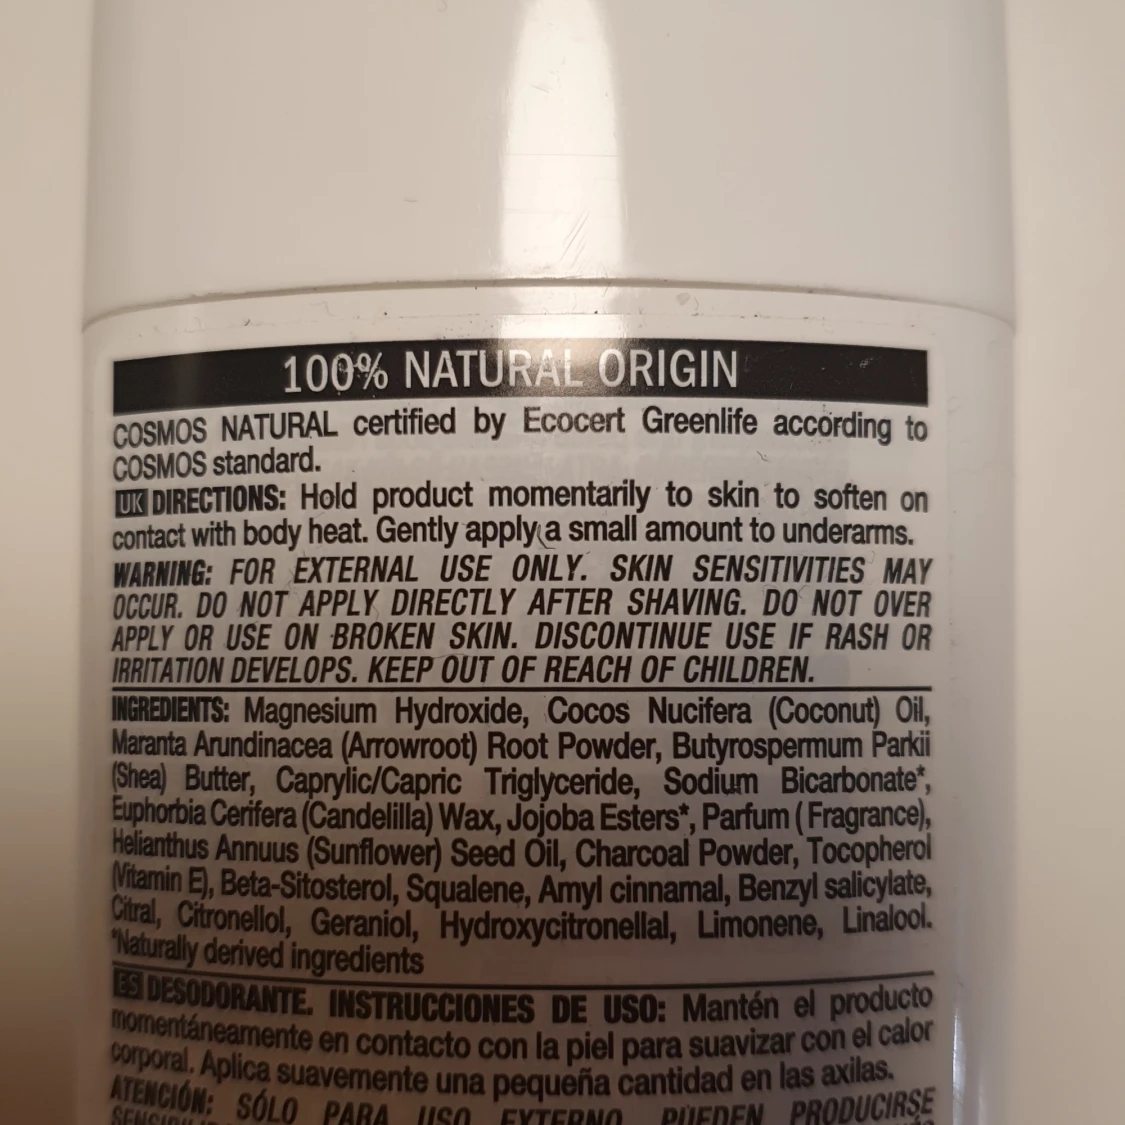 100% NATURAL ORIGIN
COSMOS NATURAL certified by Ecocert Greenlife according to
COSMOS standard.
UK DIRECTIONS: Hold product momentarily to skin to soften on
contact with body heat. Gently apply a small amount to underarms.
WARNING: FOR EXTERNAL USE ONLY. SKIN SENSITIVITIES MAY
OCCUR. DO NOT APPLY DIRECTLY AFTER SHAVING. DO NOT OVER
APPLY OR USE ON BROKEN SKIN. DISCONTINUE USE IF RASH OR
IRRITATION DEVELOPS. KEEP OUT OF REACH OF CHILDREN.
INGREDIENTS: Magnesium Hydroxide, Cocos Nucifera (Coconut) Oil,
Maranta Arundinacea (Arrowroot) Root Powder, Butyrospermum Parkii
(Shea) Butter, Caprylic/Capric Triglyceride, Sodium Bicarbonate*,
Euphorbia Cerifera (Candelilla) Wax, Jojoba Esters*, Parfum ( Fragrance),
Helianthus Annuus (Sunflower) Seed Oil, Charcoal Powder, Tocopherol
(Vitamin E), Beta-Sitosterol, Squalene, Amyl cinnamal, Benzyl salicylate,
Citral, Citronellol, Geraniol, Hydroxycitronellal, Limonene, Linalool.
*Naturally derived ingredients
ES DESODORANTE. INSTRUCCIONES DE USO: Mantén el producto
momentáneamente en contacto con la piel para suavizar con el calor
corporal. Aplica suavemente una pequeña cantidad en las axilas.
ATENCIÓN: SÓLO PARA USO EXTERNO. PUEDEN PRODUCIRSE